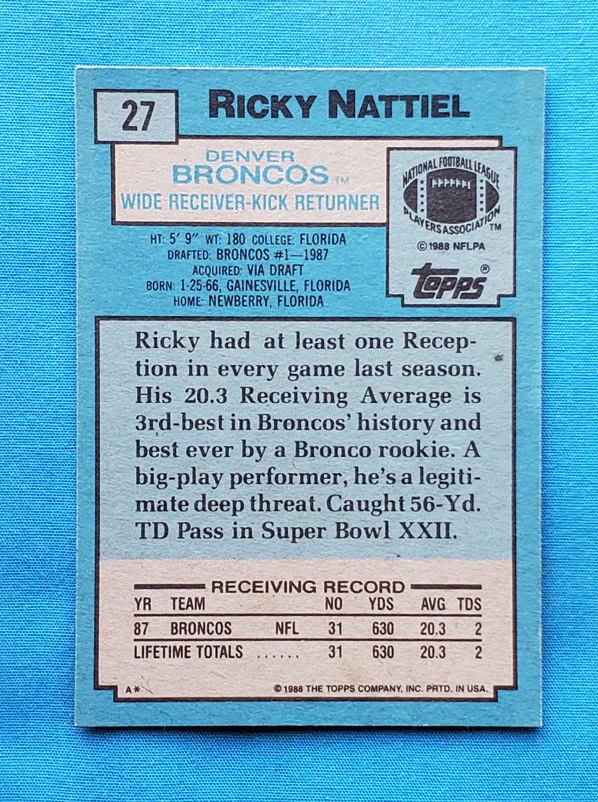 27
RICKY NATTIEL
DENVER
BRONCOS TM
WIDE RECEIVER-KICK RETURNER
NATIONAL FOOTBALL LEAGUE
PLAYERS ASSOCIATION TM
© 1988 NFLPA
TOPPS®
HT: 5' 9" WT: 180 COLLEGE: FLORIDA
DRAFTED: BRONCOS #1—1987
ACQUIRED: VIA DRAFT
BORN: 1-25-66, GAINESVILLE, FLORIDA
HOME: NEWBERRY, FLORIDA
Ricky had at least one Recep-
tion in every game last season.
His 20.3 Receiving Average is
3rd-best in Broncos' history and
best ever by a Bronco rookie. A
big-play performer, he's a legiti-
mate deep threat. Caught 56-Yd.
TD Pass in Super Bowl XXII.
RECEIVING RECORD
YR TEAM NO YDS AVG TDS
87 BRONCOS NFL 31 630 20.3 2
LIFETIME TOTALS ...... 31 630 20.3 2
A* © 1988 THE TOPPS COMPANY, INC. PRTD. IN USA.